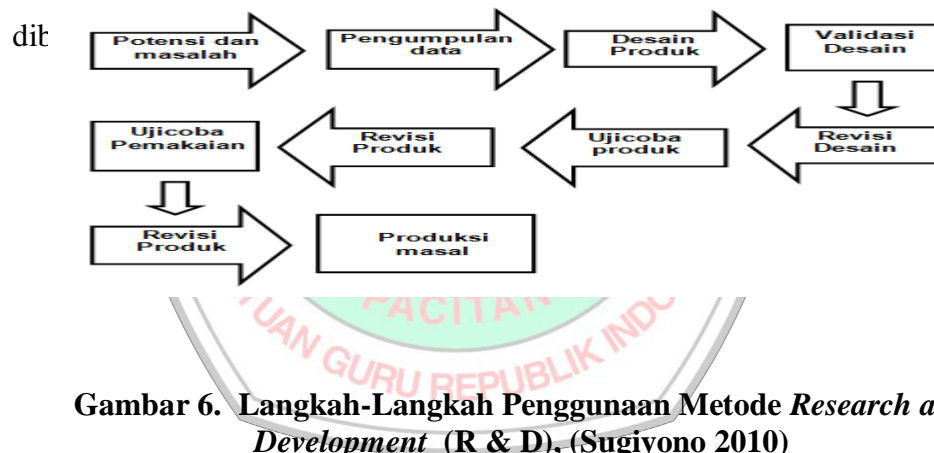 dib
Potensi dan
masalah
Pengumpulan
data
Desain
Produk
Validasi
Desain
Ujicoba
Pemakaian
Revisi
Produk
Ujicoba
produk
Revisi
Desain
Revisi
Produk
Produksi
masal
PACITAN
GURU REPUBLIK INDO
Gambar 6. Langkah-Langkah Penggunaan Metode Research a
Development (R & D), (Sugiyono 2010)